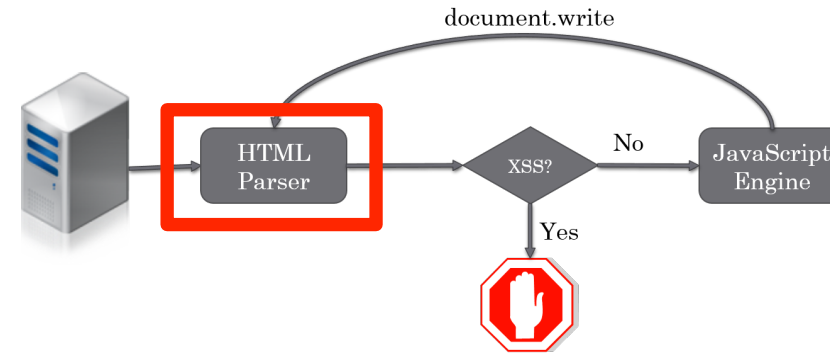 document.write
HTML
Parser
XSS?
No
JavaScript
Engine
Yes